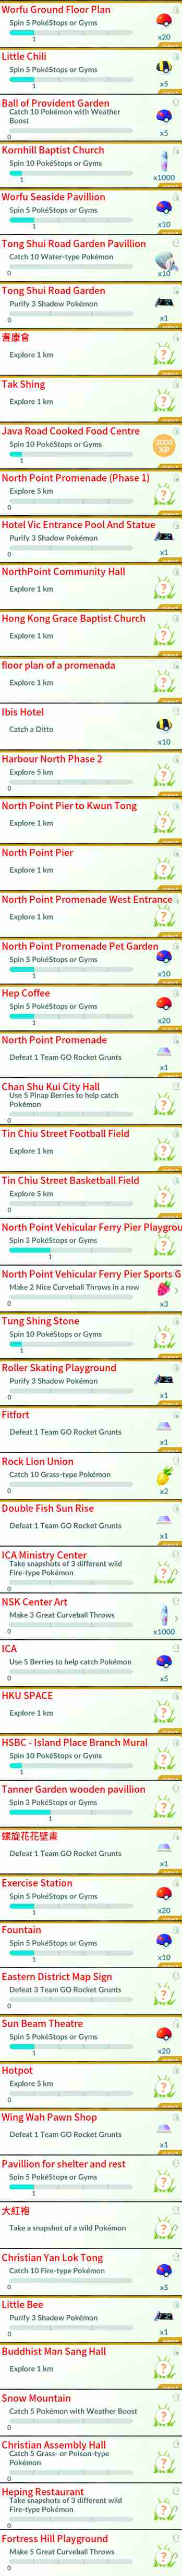 Worfu Ground Floor Plan
Spin 5 PokéStops or Gyms
1
x20
Little Chili
Spin 5 PokéStops or Gyms
1
x5
Ball of Provident Garden
Catch 10 Pokémon with Weather
Boost
0
x5
Kornhill Baptist Church
Spin 10 PokéStops or Gyms
1
x1000
Worfu Seaside Pavillion
Spin 5 PokéStops or Gyms
1
x10
Tong Shui Road Garden Pavillion
Catch 10 Water-type Pokémon
0
x10
Tong Shui Road Garden
Purify 3 Shadow Pokémon
0
x1
耆康會
Explore 1 km
Tak Shing
Explore 1 km
Java Road Cooked Food Centre
Spin 10 PokéStops or Gyms
1
2000
XP
North Point Promenade (Phase 1)
Explore 5 km
0
Hotel Vic Entrance Pool And Statue
Purify 3 Shadow Pokémon
0
x1
NorthPoint Community Hall
Explore 1 km
Hong Kong Grace Baptist Church
Explore 1 km
floor plan of a promenada
Explore 1 km
Ibis Hotel
Catch a Ditto
x10
Harbour North Phase 2
Explore 5 km
0
North Point Pier to Kwun Tong
Explore 1 km
North Point Pier
Explore 1 km
North Point Promenade West Entrance
Explore 1 km
North Point Promenade Pet Garden
Spin 5 PokéStops or Gyms
1
x10
Hep Coffee
Spin 5 PokéStops or Gyms
1
x20
North Point Promenade
Defeat 1 Team GO Rocket Grunts
x1
Chan Shu Kui City Hall
Use 5 Pinap Berries to help catch
Pokémon
0
Tin Chiu Street Football Field
Explore 1 km
Tin Chiu Street Basketball Field
Explore 5 km
0
North Point Vehicular Ferry Pier Playgrou
Spin 3 PokéStops or Gyms
1
North Point Vehicular Ferry Pier Sports G
Make 2 Nice Curveball Throws in a row
0
x3
Tung Shing Stone
Spin 10 PokéStops or Gyms
1
Roller Skating Playground
Purify 3 Shadow Pokémon
0
x1
Fitfort
Defeat 1 Team GO Rocket Grunts
x1
Rock Lion Union
Catch 10 Grass-type Pokémon
0
x2
Double Fish Sun Rise
Defeat 1 Team GO Rocket Grunts
x1
ICA Ministry Center
Take snapshots of 3 different wild
Fire-type Pokémon
0
NSK Center Art
Make 3 Great Curveball Throws
0
x1000
ICA
Use 5 Berries to help catch Pokémon
0
x5
HKU SPACE
Explore 1 km
HSBC - Island Place Branch Mural
Spin 10 PokéStops or Gyms
1
Tanner Garden wooden pavillion
Spin 3 PokéStops or Gyms
1
螺旋花花壁畫
Defeat 1 Team GO Rocket Grunts
x1
Exercise Station
Spin 5 PokéStops or Gyms
1
x20
Fountain
Spin 5 PokéStops or Gyms
1
x10
Eastern District Map Sign
Defeat 3 Team GO Rocket Grunts
0
Sun Beam Theatre
Spin 5 PokéStops or Gyms
1
x20
Hotpot
Explore 5 km
0
Wing Wah Pawn Shop
Defeat 1 Team GO Rocket Grunts
x1
Pavillion for shelter and rest
Spin 5 PokéStops or Gyms
1
大紅袍
Take a snapshot of a wild Pokémon
Christian Yan Lok Tong
Catch 10 Fire-type Pokémon
0
x5
Little Bee
Purify 3 Shadow Pokémon
0
x1
Buddhist Man Sang Hall
Explore 1 km
Snow Mountain
Catch 5 Pokémon with Weather Boost
0
Christian Assembly Hall
Catch 5 Grass- or Poison-type
Pokémon
0
Heping Restaurant
Take snapshots of 3 different wild
Fire-type Pokémon
0
Fortress Hill Playground
Make 5 Great Curveball Throws
0